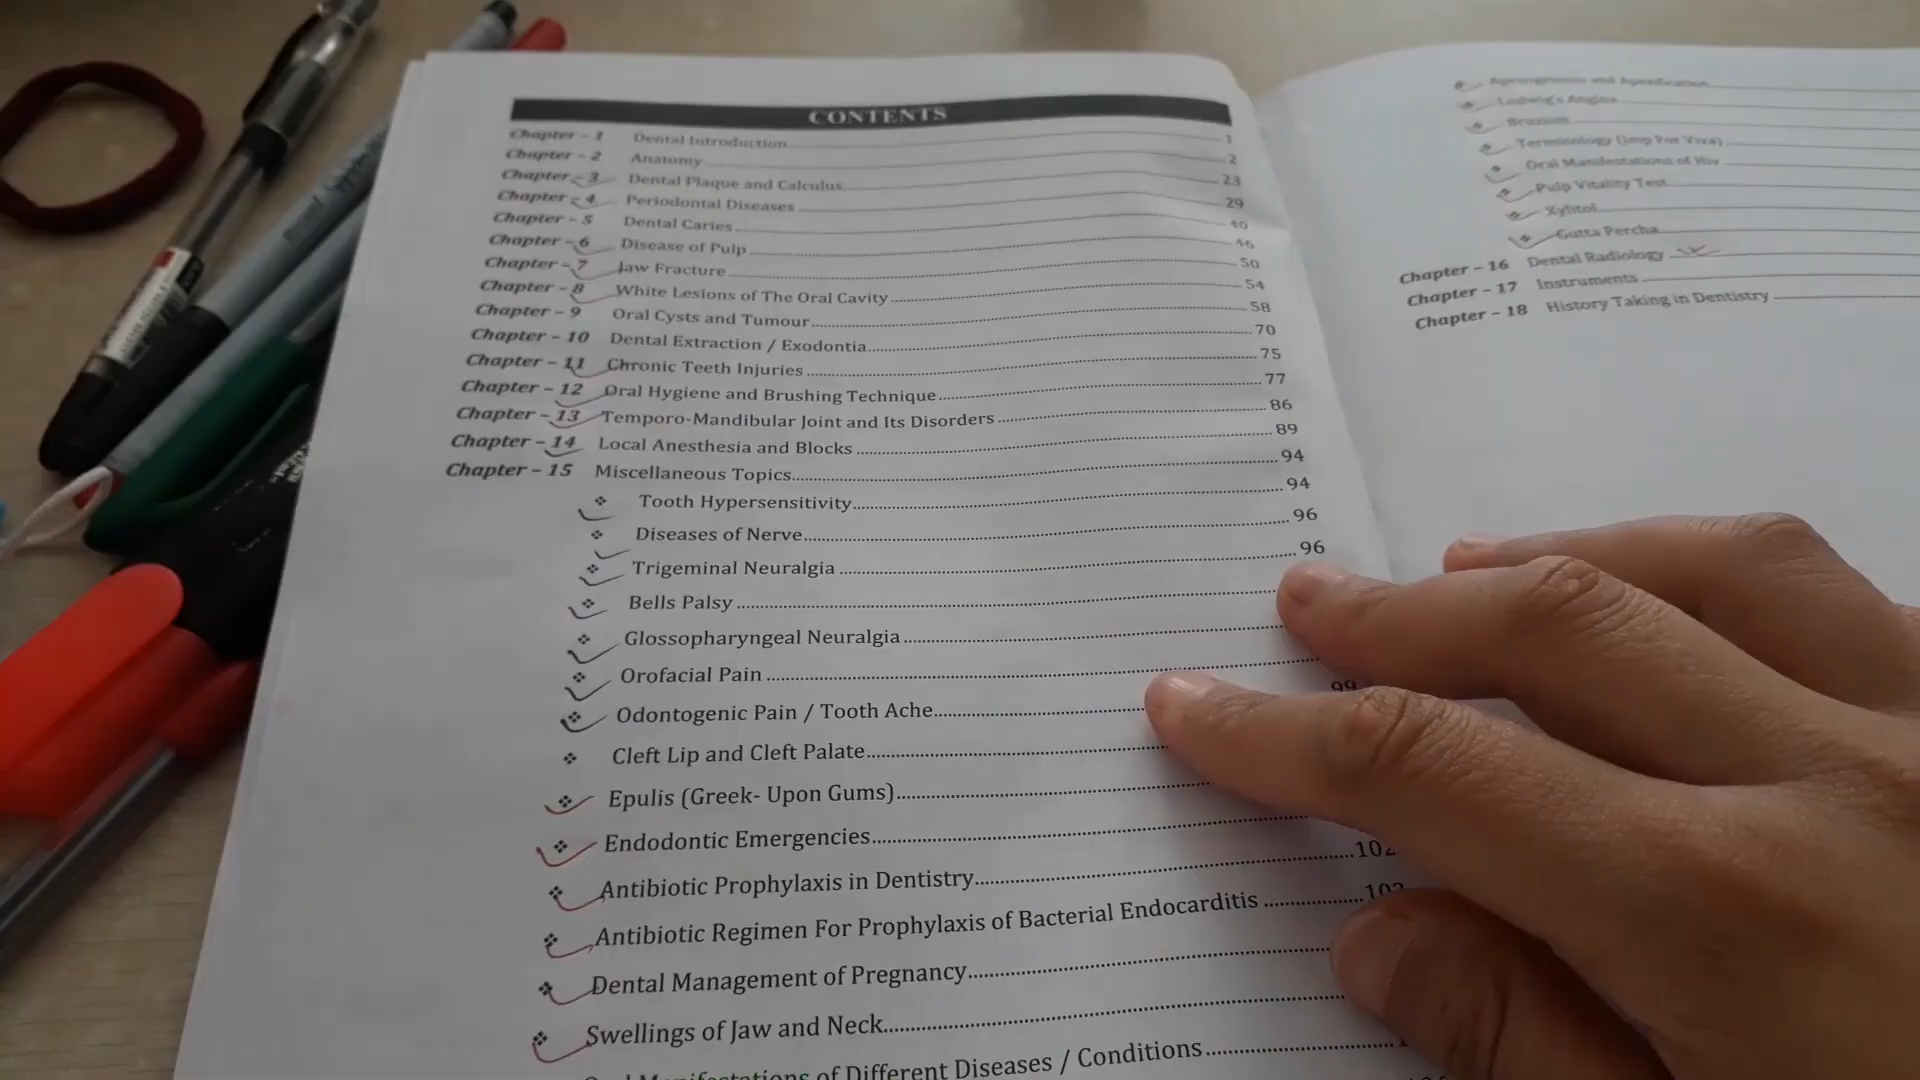 CONTENTS
Chapter – 1 Dental Introduction 1
Chapter – 2 Anatomy 2
Chapter – 3 Dental Plaque and Calculus 23
Chapter – 4 Periodontal Diseases 29
Chapter – 5 Dental Caries 40
Chapter – 6 Disease of Pulp 46
Chapter – 7 Jaw Fracture 50
Chapter – 8 White Lesions of The Oral Cavity 54
Chapter – 9 Oral Cysts and Tumour 58
Chapter – 10 Dental Extraction / Exodontia 70
Chapter – 11 Chronic Teeth Injuries 75
Chapter – 12 Oral Hygiene and Brushing Technique 77
Chapter – 13 Temporo-Mandibular Joint and Its Disorders 86
Chapter – 14 Local Anesthesia and Blocks 89
Chapter – 15 Miscellaneous Topics 94
❖ Tooth Hypersensitivity 94
❖ Diseases of Nerve 96
❖ Trigeminal Neuralgia 96
❖ Bells Palsy
❖ Glossopharyngeal Neuralgia
❖ Orofacial Pain 99
❖ Odontogenic Pain / Tooth Ache
❖ Cleft Lip and Cleft Palate
❖ Epulis (Greek- Upon Gums)
❖ Endodontic Emergencies
❖ Antibiotic Prophylaxis in Dentistry 102
❖ Antibiotic Regimen For Prophylaxis of Bacterial Endocarditis
❖ Dental Management of Pregnancy
❖ Swellings of Jaw and Neck
Oral Manifestations of Different Diseases / Conditions
❖ Ludwig's Angina
❖ Bruxism
❖ Terminology (Imp For Viva)
❖ Oral Manifestations of Hiv
❖ Pulp Vitality Test
❖ Xylitol
❖ Gutta Percha
Chapter – 16 Dental Radiology
Chapter – 17 Instruments
Chapter – 18 History Taking in Dentistry